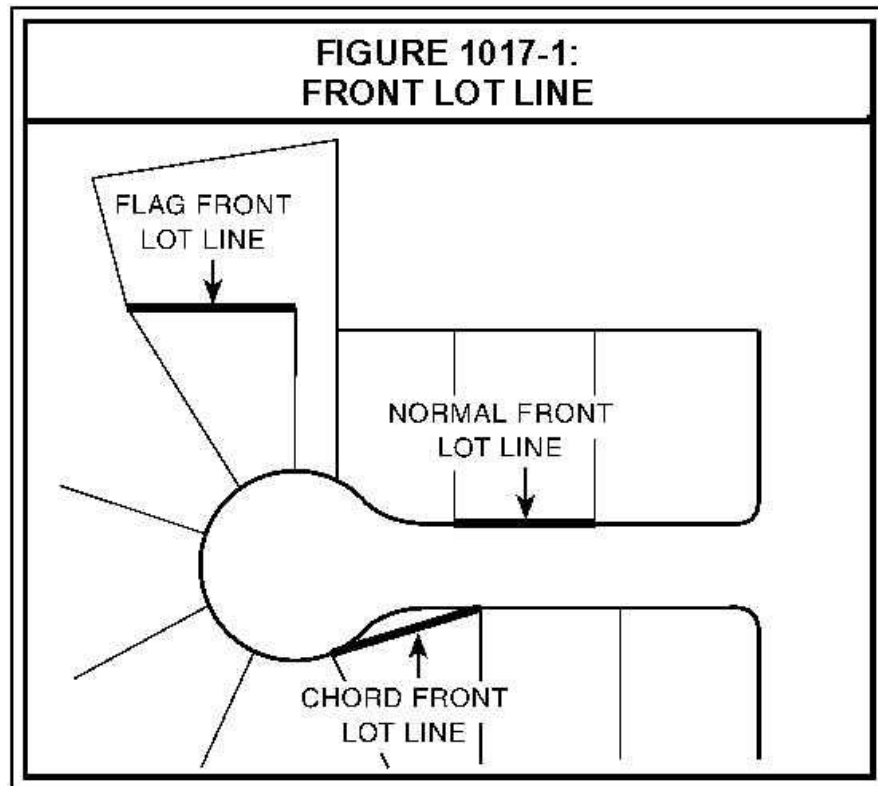 FIGURE 1017-1:
FRONT LOT LINE
FLAG FRONT
LOT LINE
NORMAL FRONT
LOT LINE
CHORD FRONT
LOT LINE